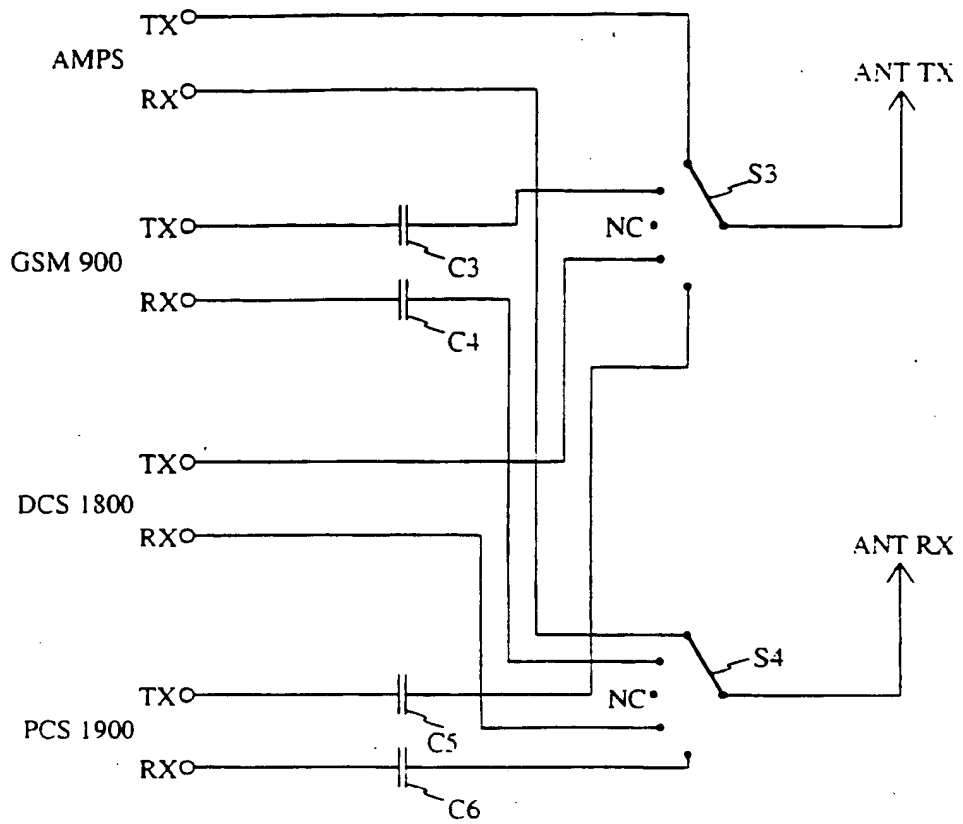 TX
AMPS
RX
ANT TX
S3
TX
NC
GSM 900
C3
RX
C4
TX
DCS 1800
RX
ANT RX
S4
TX
NC
PCS 1900
C5
RX
C6